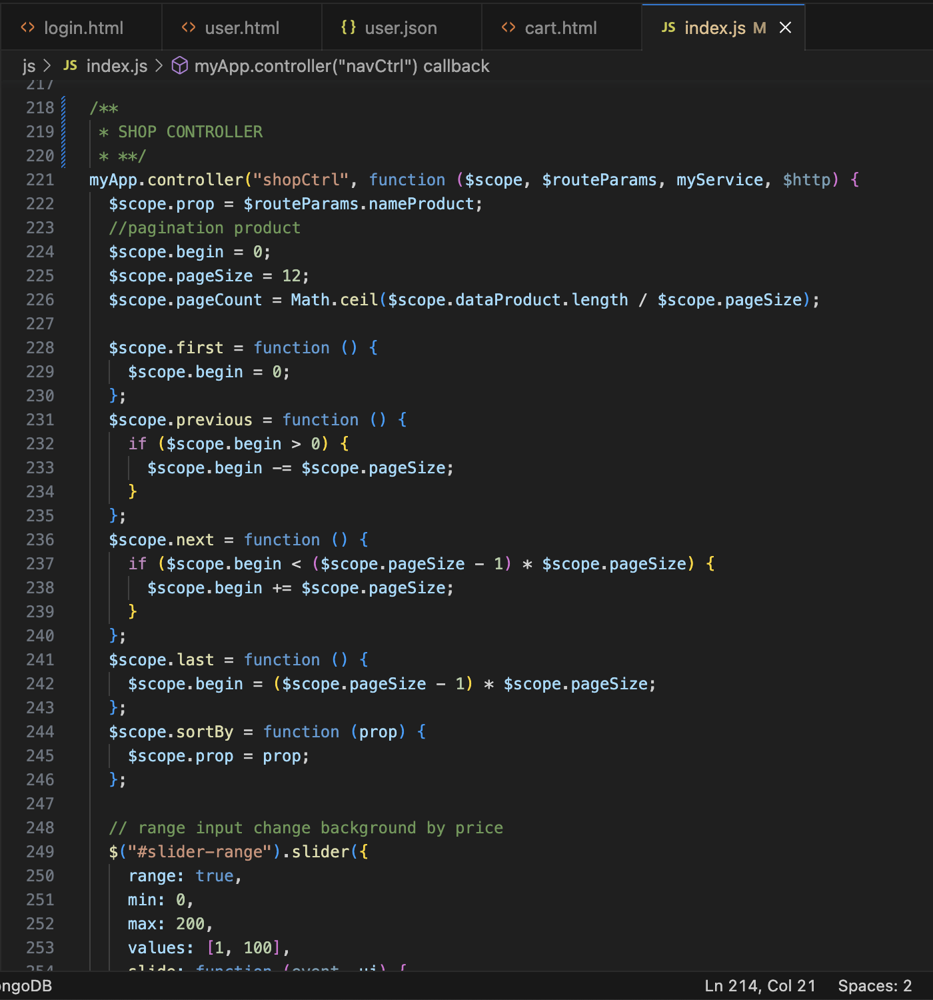 login.html
user.html
user.json
cart.html
JS index.js M
js > JS index.js > myApp.controller("navCtrl") callback
217
218 /**
219  * SHOP CONTROLLER
220  * **/
221 myApp.controller("shopCtrl", function ($scope, $routeParams, myService, $http) {
222   $scope.prop = $routeParams.nameProduct;
223   //pagination product
224   $scope.begin = 0;
225   $scope.pageSize = 12;
226   $scope.pageCount = Math.ceil($scope.dataProduct.length / $scope.pageSize);
227
228   $scope.first = function () {
229     $scope.begin = 0;
230   };
231   $scope.previous = function () {
232     if ($scope.begin > 0) {
233       $scope.begin -= $scope.pageSize;
234     }
235   };
236   $scope.next = function () {
237     if ($scope.begin < ($scope.pageSize - 1) * $scope.pageSize) {
238       $scope.begin += $scope.pageSize;
239     }
240   };
241   $scope.last = function () {
242     $scope.begin = ($scope.pageSize - 1) * $scope.pageSize;
243   };
244   $scope.sortBy = function (prop) {
245     $scope.prop = prop;
246   };
247
248   // range input change background by price
249   $("#slider-range").slider({
250     range: true,
251     min: 0,
252     max: 200,
253     values: [1, 100],
254     slide: function (event, ui) {
ongoDB
Ln 214, Col 21
Spaces: 2